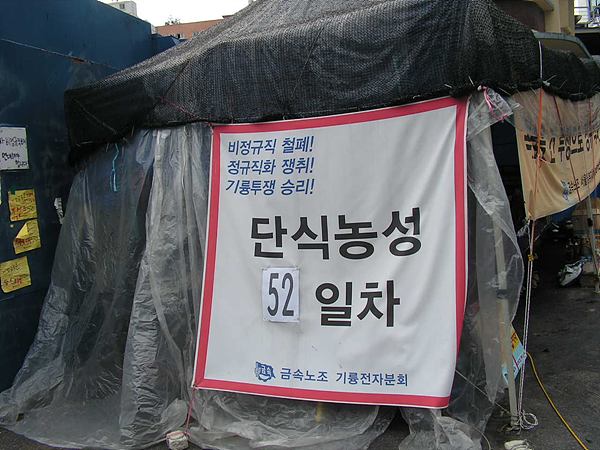 비정규직 철폐!
정규직화 쟁취!
기륭투쟁 승리!
단식농성
52 일차
금속노조 기륭전자분회